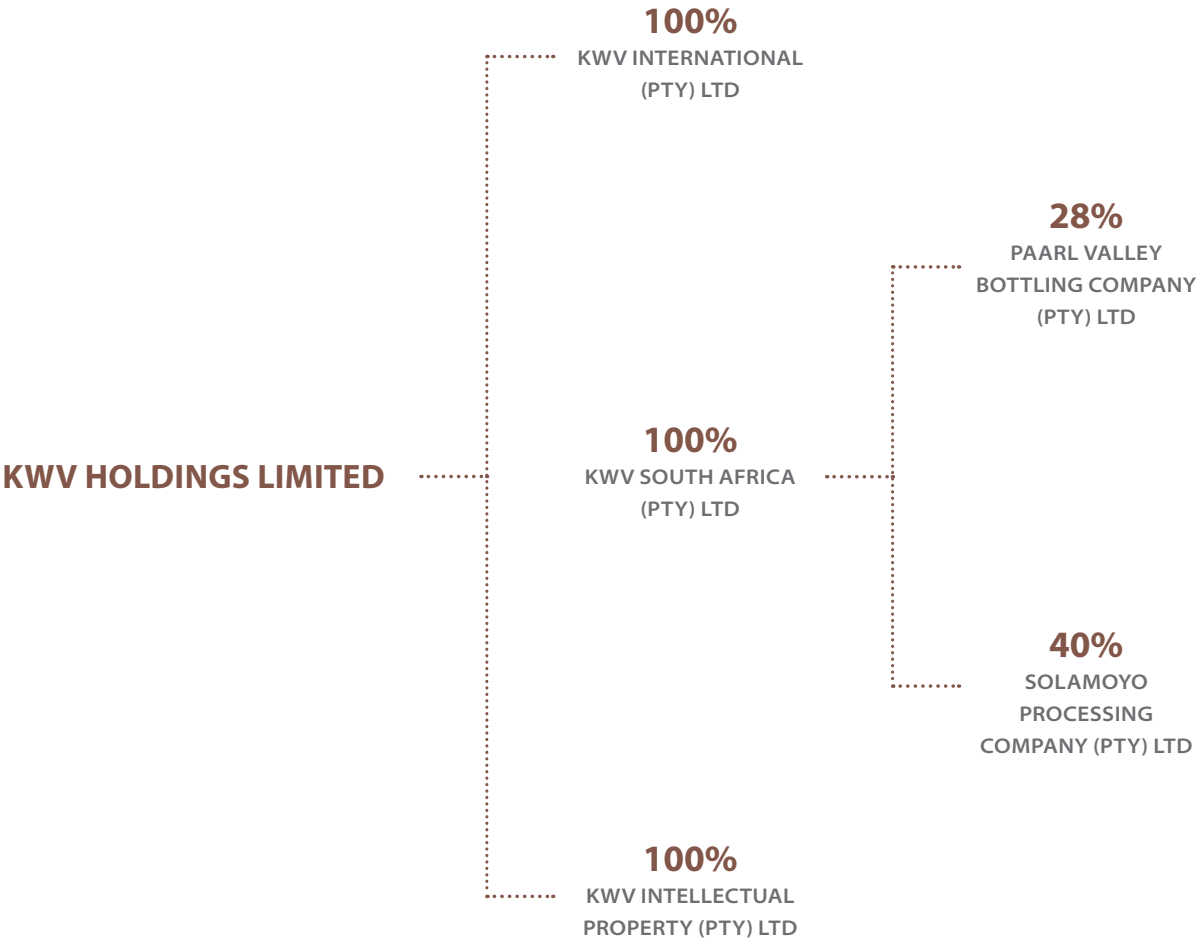 100%
KWV INTERNATIONAL
(PTY) LTD
28%
PAARL VALLEY
BOTTLING COMPANY
(PTY) LTD
KWV HOLDINGS LIMITED
100%
KWV SOUTH AFRICA
(PTY) LTD
40%
SOLAMOYO
PROCESSING
COMPANY (PTY) LTD
100%
KWV INTELLECTUAL
PROPERTY (PTY) LTD